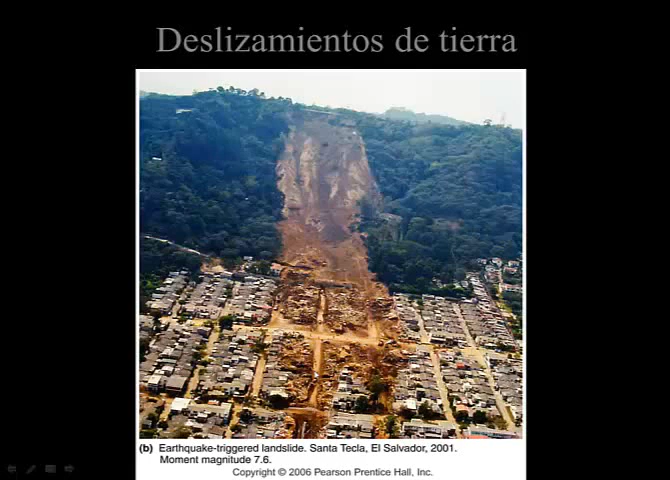 Deslizamientos de tierra
(b) Earthquake-triggered landslide. Santa Tecla, El Salvador, 2001.
Moment magnitude 7.6.
Copyright © 2006 Pearson Prentice Hall, Inc.